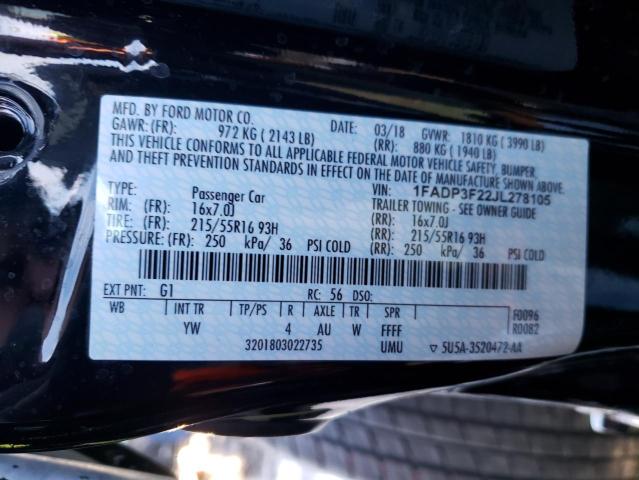 MFD. BY FORD MOTOR CO. DATE: 03/18 GVWR: 1810 KG ( 3990 LB)
GAWR: (FR): 972 KG ( 2143 LB) (RR): 880 KG ( 1940 LB)
THIS VEHICLE CONFORMS TO ALL APPLICABLE FEDERAL MOTOR VEHICLE SAFETY, BUMPER,
AND THEFT PREVENTION STANDARDS IN EFFECT ON THE DATE OF MANUFACTURE SHOWN ABOVE.
VIN: 1FADP3F22JL278105
TYPE: Passenger Car TRAILER TOWING - SEE OWNER GUIDE
RIM: (FR): 16x7.0J (RR): 16x7.0J
TIRE: (FR): 215/55R16 93H (RR): 215/55R16 93H
PRESSURE: (FR): 250 kPa/ 36 PSI COLD (RR): 250 kPa/ 36 PSI COLD
EXT PNT: G1 RC: 56 DSO:
WB INT TR TP/PS R AXLE TR SPR F0096
YW 4 AU W FFFF R0082
3201803022735 UMU ▽ 5U5A-3520472-AA